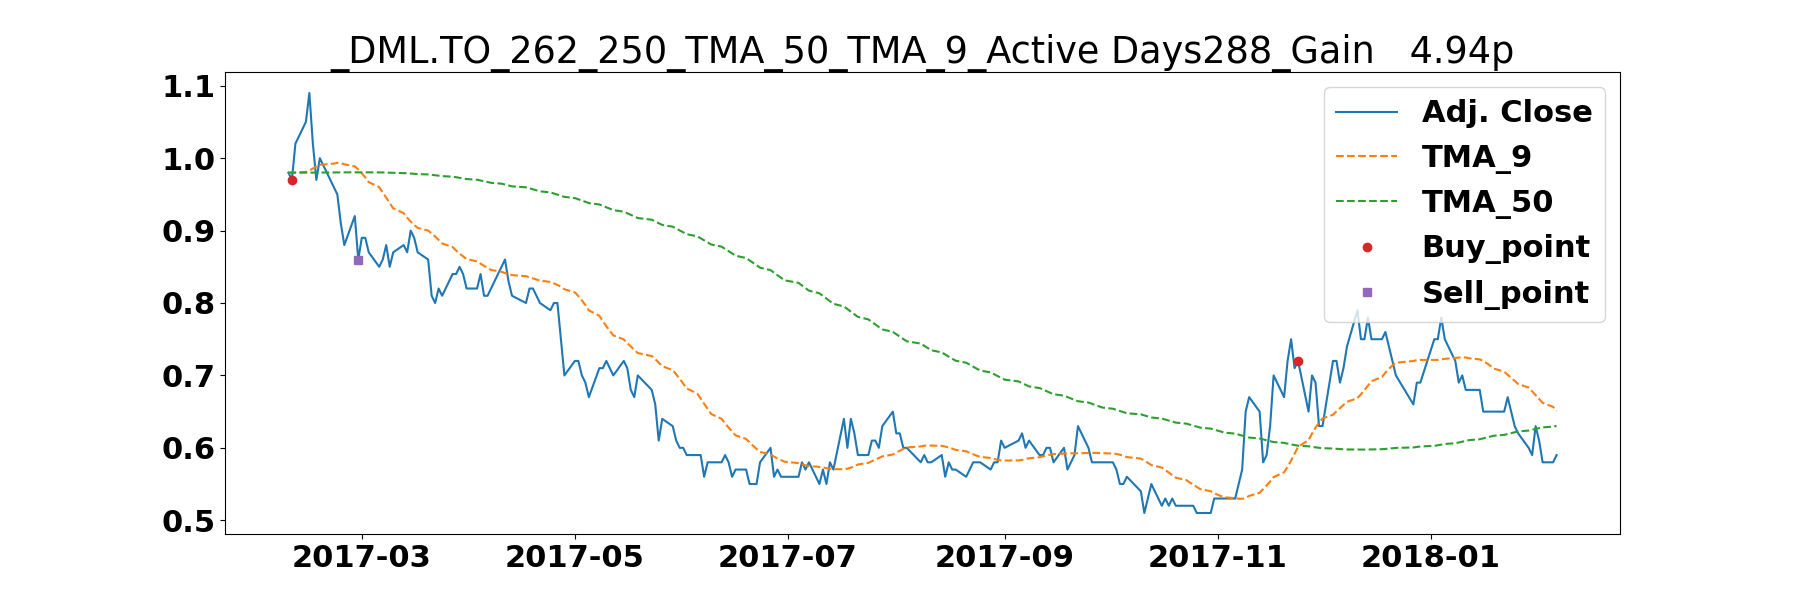 _DML.TO_262_250_TMA_50_TMA_9_Active Days288_Gain   4.94p
1.1
1.0
0.9
0.8
0.7
0.6
0.5
Adj. Close
TMA_9
TMA_50
Buy_point
Sell_point
2017-03 2017-05 2017-07 2017-09 2017-11 2018-01